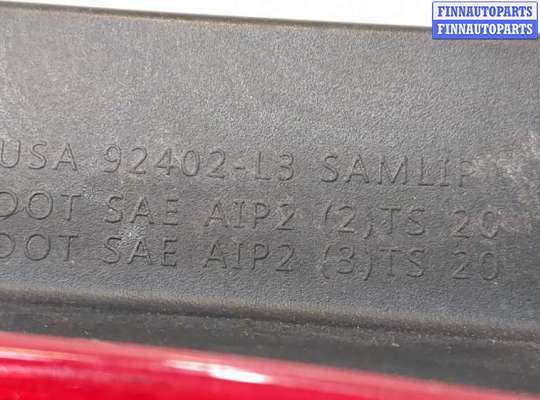 FINNAUTOPARTS
FINNAUTOPARTS
USA 92402-L3 SAMLIP
DOT SAE AIP2 (2)TS 20
DOT SAE AIP2 (3)TS 20